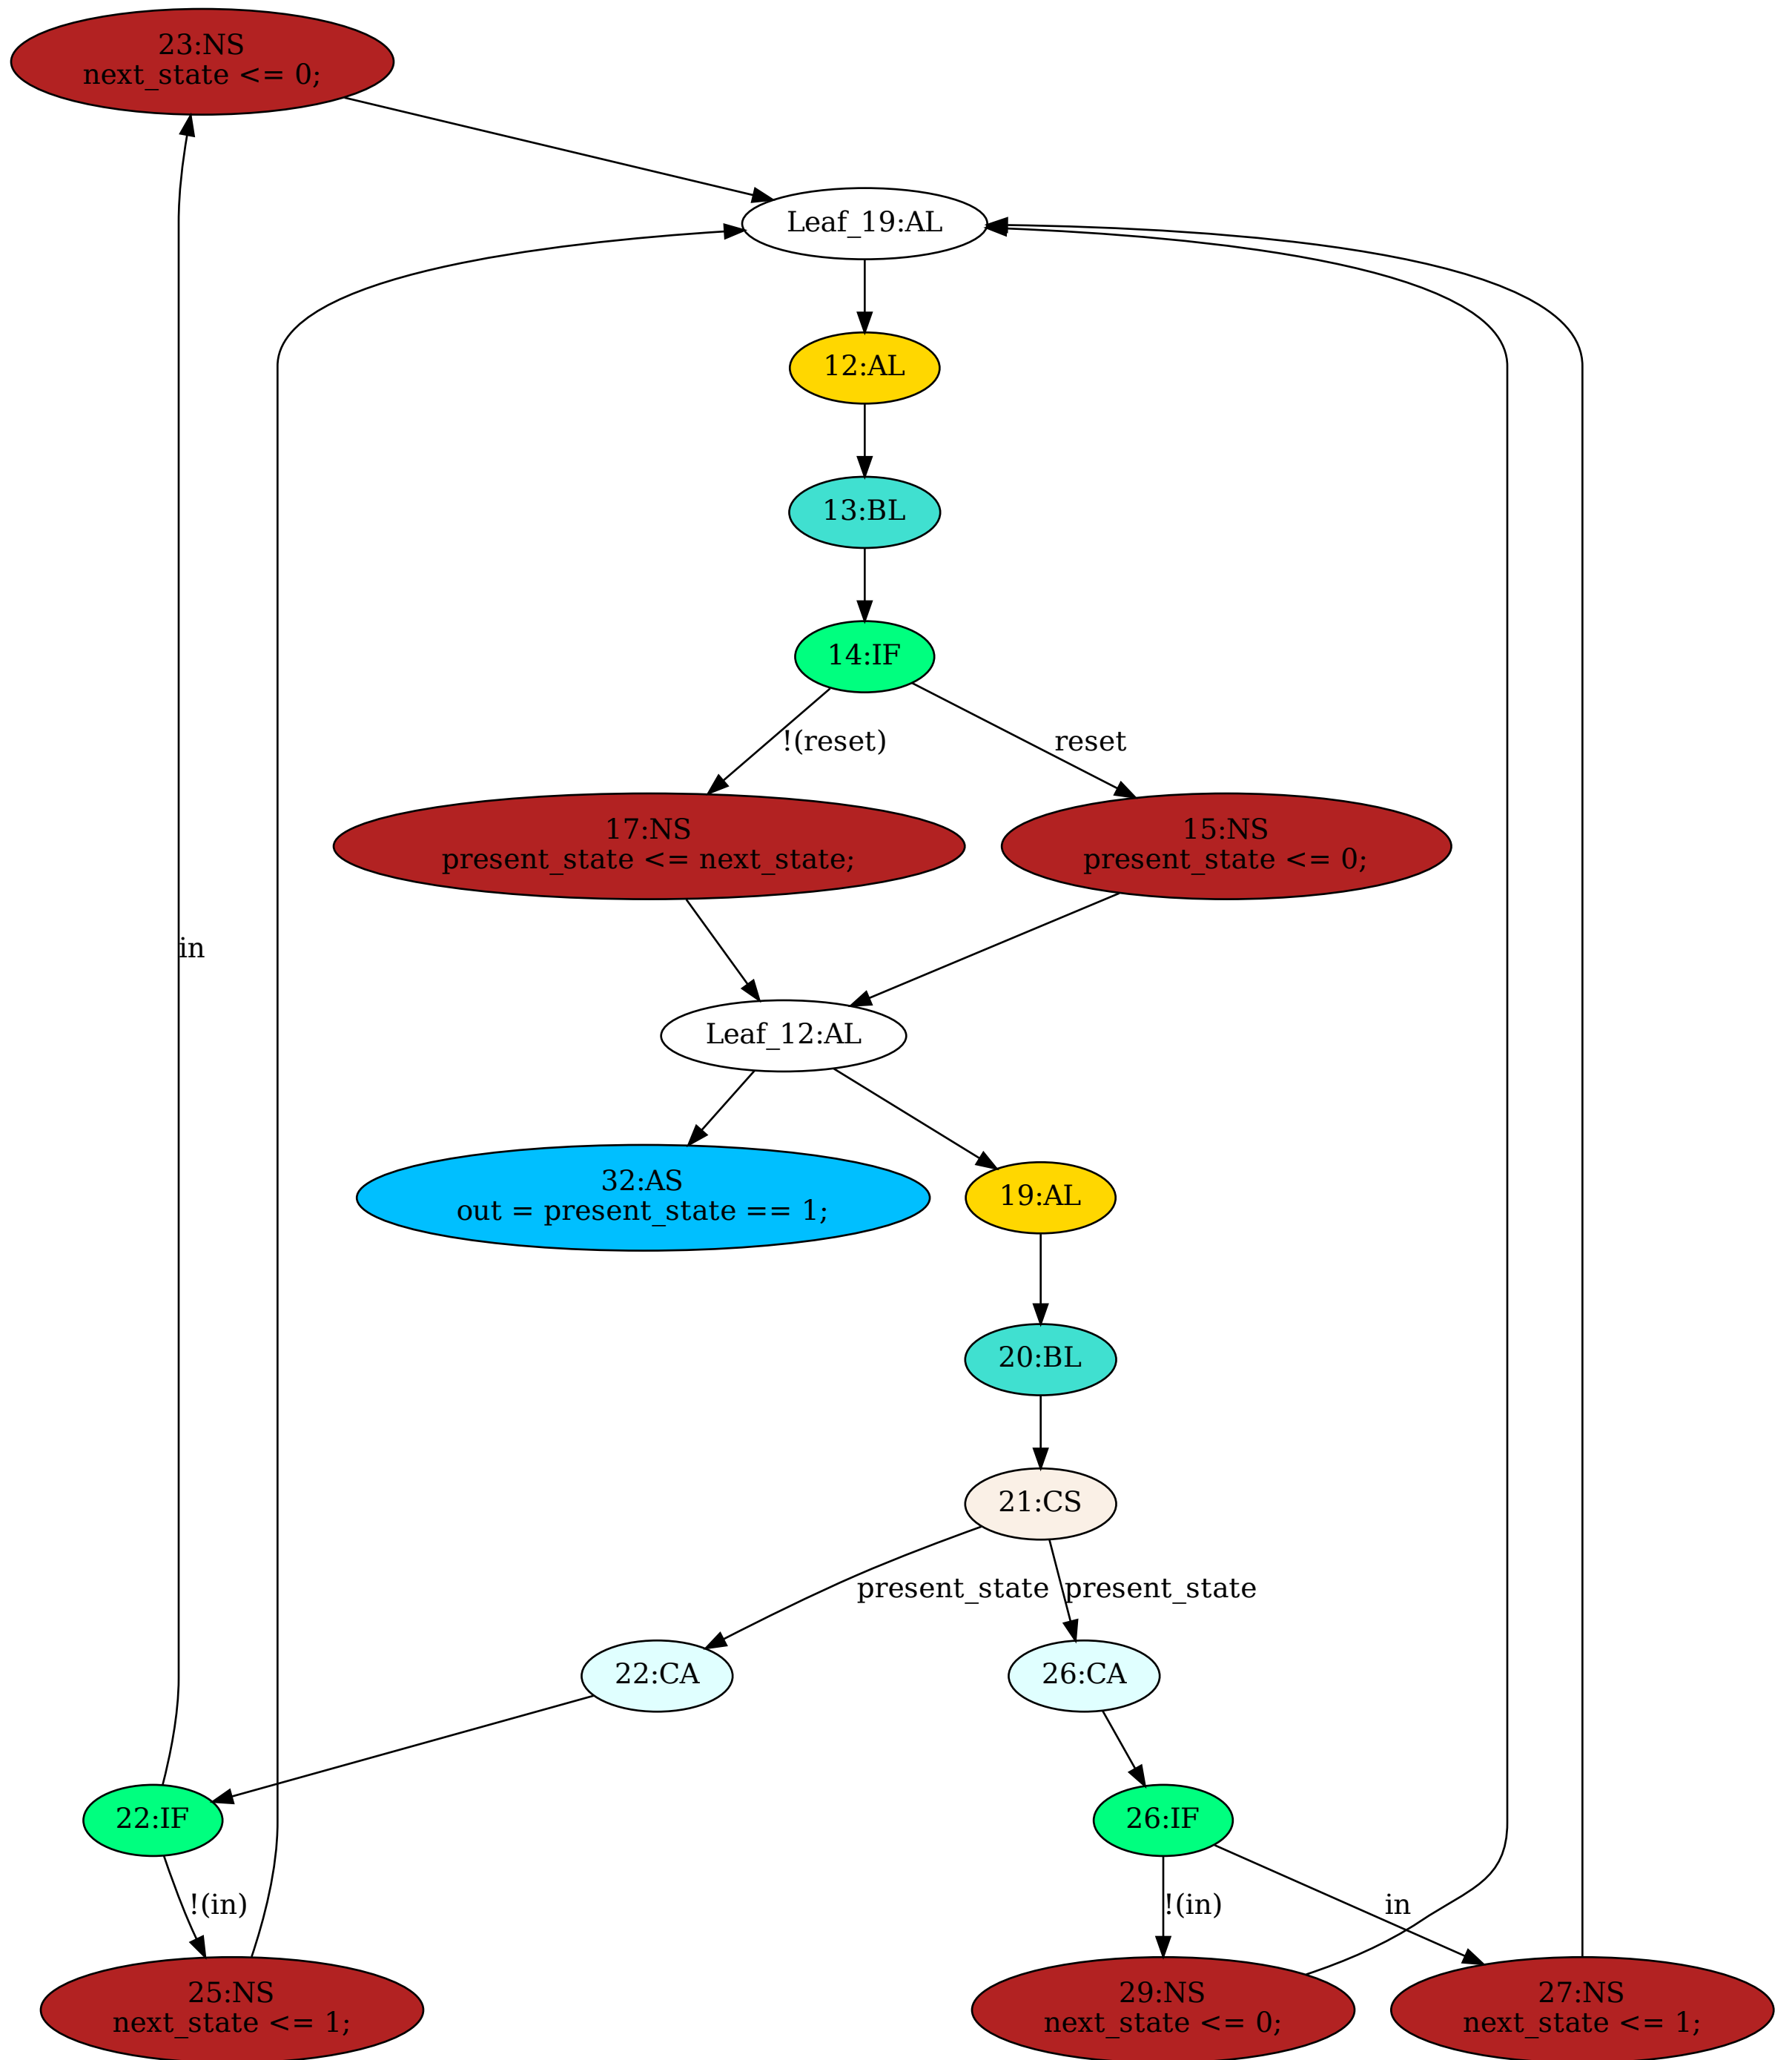 23:NS
next_state <= 0;
Leaf_19:AL
12:AL
13:BL
14:IF
!(reset)
reset
17:NS
present_state <= next_state;
15:NS
present_state <= 0;
in
Leaf_12:AL
32:AS
out = present_state == 1;
19:AL
20:BL
21:CS
present_state
present_state
22:CA
26:CA
22:IF
26:IF
!(in)
!(in)
in
25:NS
next_state <= 1;
29:NS
next_state <= 0;
27:NS
next_state <= 1;